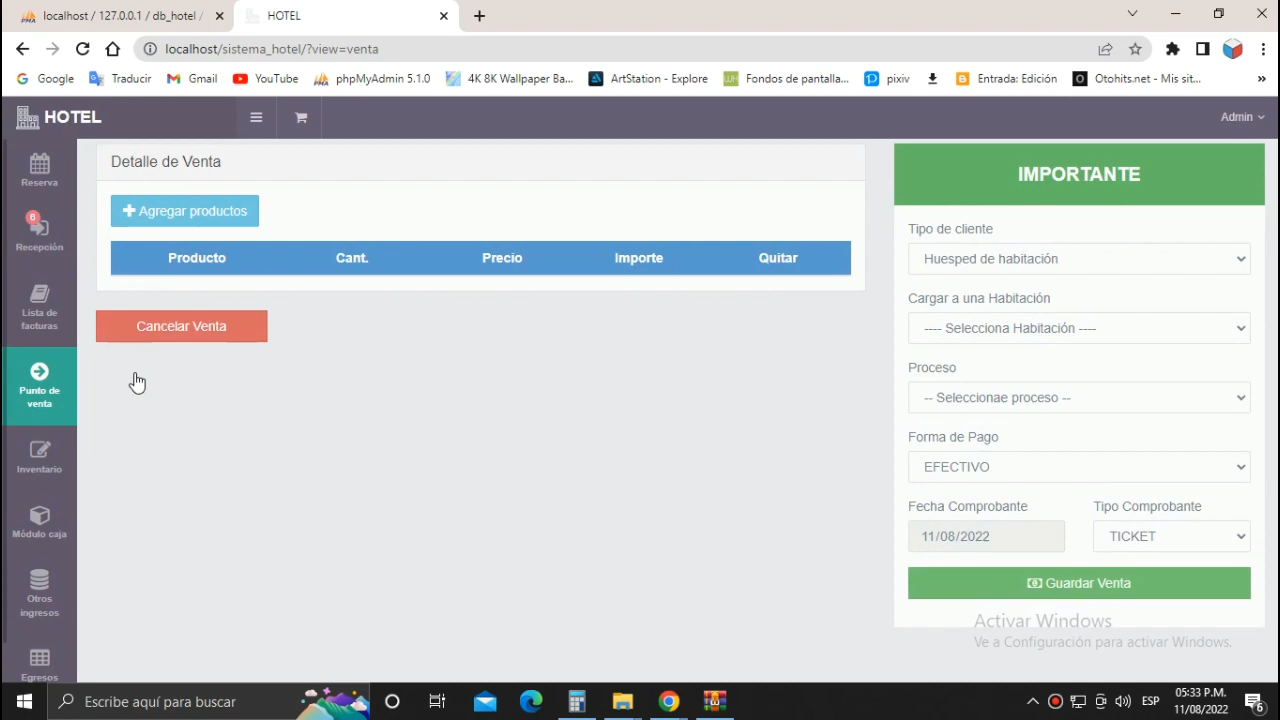 localhost / 127.0.0.1 / db_hotel /
HOTEL
localhost/sistema_hotel/?view=venta
Google
Traducir
Gmail
YouTube
phpMyAdmin 5.1.0
4K 8K Wallpaper Ba...
ArtStation - Explore
Fondos de pantalla...
pixiv
Entrada: Edición
Otohits.net - Mis sit...
»
HOTEL
Admin
Reserva
6
Recepción
Lista de
facturas
Punto de
venta
Inventario
Módulo caja
Otros
ingresos
Egresos
Detalle de Venta
Agregar productos
Producto Cant. Precio Importe Quitar
Cancelar Venta
IMPORTANTE
Tipo de cliente
Huesped de habitación
Cargar a una Habitación
---- Selecciona Habitación ----
Proceso
-- Seleccionae proceso --
Forma de Pago
EFECTIVO
Fecha Comprobante Tipo Comprobante
11/08/2022 TICKET
Guardar Venta
Activar Windows
Ve a Configuración para activar Windows.
Escribe aquí para buscar
ESP
05:33 P.M.
11/08/2022
6